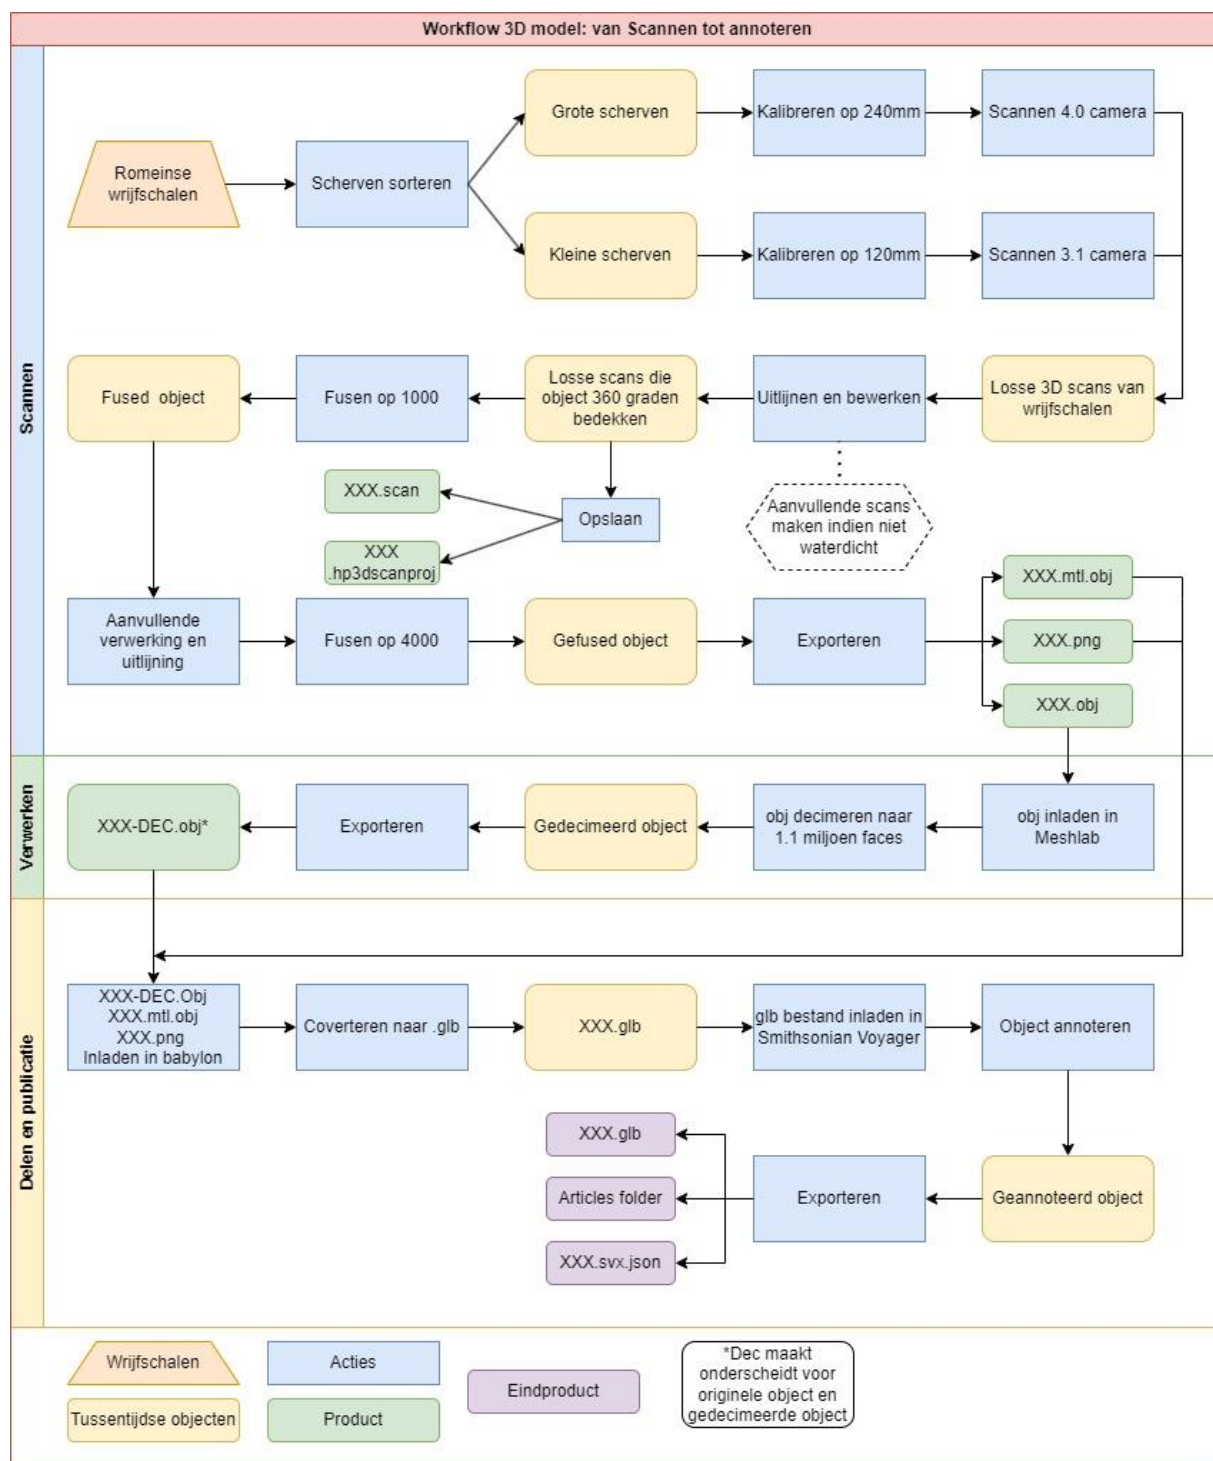 Workflow 3D model: van Scannen tot annoteren
Scannen
Romeinse
wrijfschalen
Scherven sorteren
Grote scherven
Kalibreren op 240mm
Scannen 4.0 camera
Kleine scherven
Kalibreren op 120mm
Scannen 3.1 camera
Losse 3D scans van
wrijfschalen
Uitlijnen en bewerken
Aanvullende scans
maken indien niet
waterdicht
Losse scans die
object 360 graden
bedekken
Opslaan
XXX.scan
XXX
.hp3dscanproj
Fusen op 1000
Fused object
Aanvullende
verwerking en
uitlijning
Fusen op 4000
Gefused object
Exporteren
XXX.mtl.obj
XXX.png
XXX.obj
Verwerken
obj inladen in
Meshlab
obj decimeren naar
1.1 miljoen faces
Gedecimeerd object
Exporteren
XXX-DEC.obj*
Delen en publicatie
XXX-DEC.Obj
XXX.mtl.obj
XXX.png
Inladen in babylon
Coverteren naar .glb
XXX.glb
glb bestand inladen in
Smithsonian Voyager
Object annoteren
Geannoteerd object
Exporteren
XXX.glb
Articles folder
XXX.svx.json
Wrijfschalen
Acties
Eindproduct
*Dec maakt
onderscheidt voor
originele object en
gedecimeerde object
Tussentijdse objecten
Product